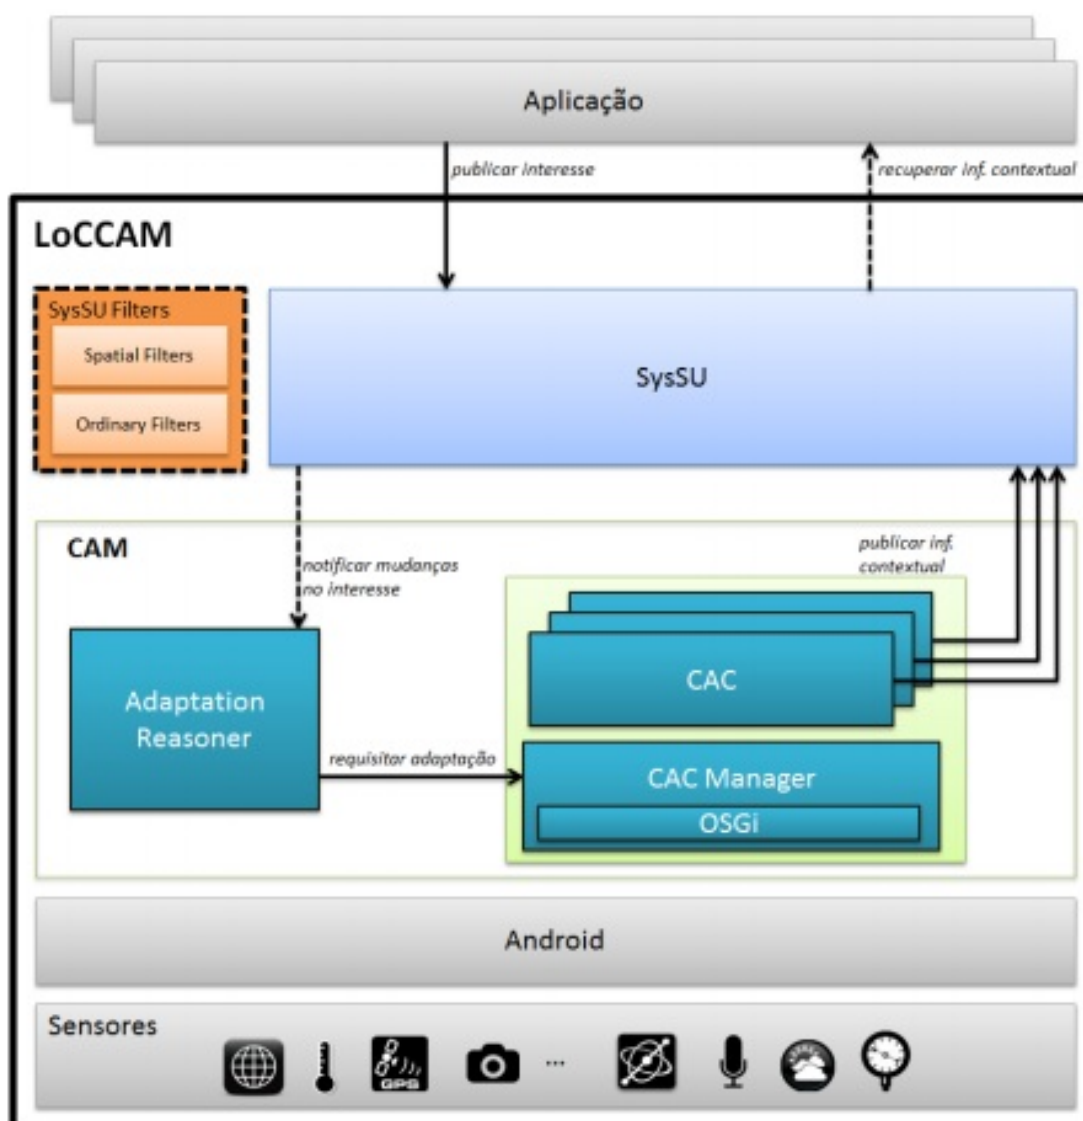 Aplicação
publicar interesse
recuperar inf. contextual
LoCCAM
SysSU Filters
Spatial Filters
Ordinary Filters
SysSU
CAM
notificar mudanças
no interesse
publicar inf.
contextual
Adaptation
Reasoner
CAC
requisitar adaptação
CAC Manager
OSGi
Android
Sensores
GPS
...